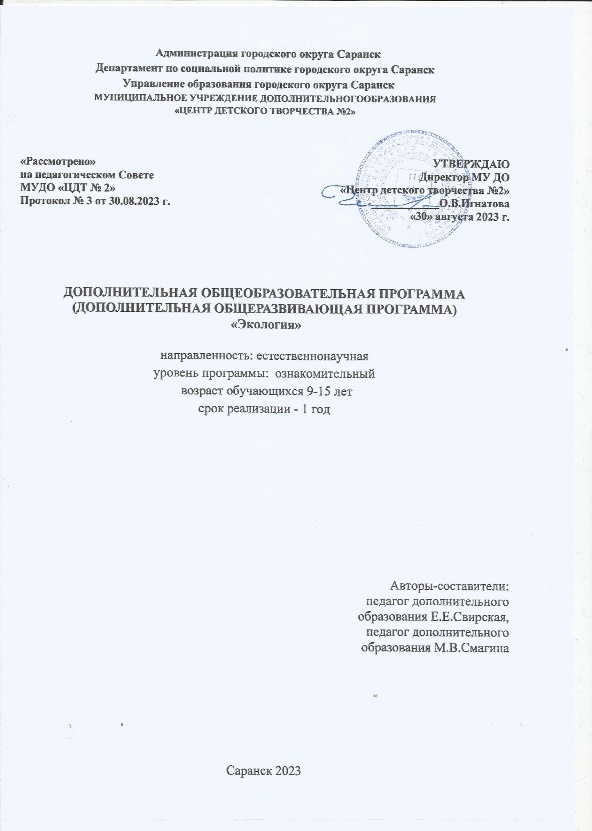 Администрация городского округа Саранск
Департамент по социальной политике городского округа Саранск
Управление образования городского округа Саранск
МУНИЦИПАЛЬНОЕ УЧРЕЖДЕНИЕ ДОПОЛНИТЕЛЬНОГООБРАЗОВАНИЯ
«ЦЕНТР ДЕТСКОГО ТВОРЧЕСТВА №2»
«Рассмотрено»
на педагогическом Совете
МУДО «ЦДТ № 2»
Протокол № 3 от 30.08.2023 г.
УТВЕРЖДАЮ
Директор МУ ДО
«Центр детского творчества №2»
О.В.Игнатова
«30» августа 2023 г.
ДОПОЛНИТЕЛЬНАЯ ОБЩЕОБРАЗОВАТЕЛЬНАЯ ПРОГРАММА
(ДОПОЛНИТЕЛЬНАЯ ОБЩЕРАЗВИВАЮЩАЯ ПРОГРАММА)
«Экология»
направленность: естественнонаучная
уровень программы: ознакомительный
возраст обучающихся 9-15 лет
срок реализации - 1 год
Авторы-составители:
педагог дополнительного
образования Е.Е.Свирская,
педагог дополнительного
образования М.В.Смагина
Саранск 2023